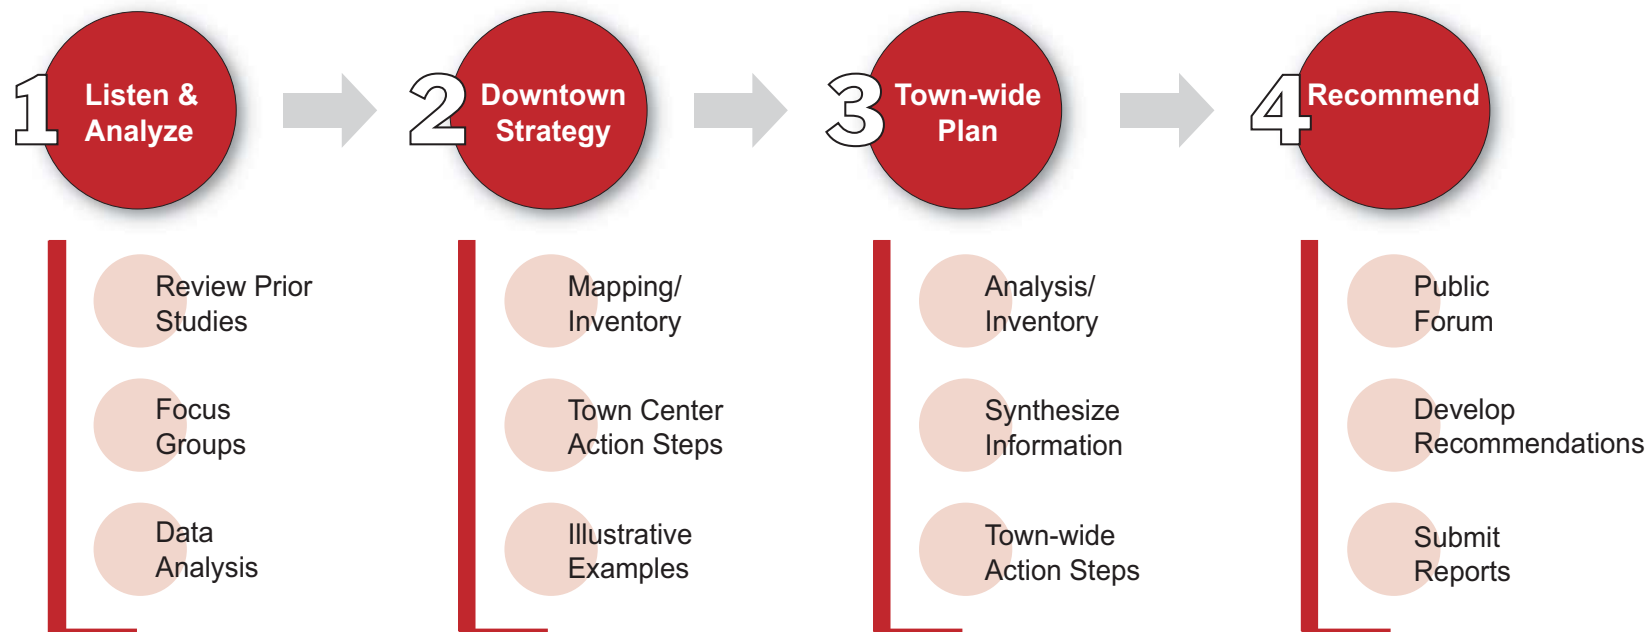 1
Listen &
Analyze
Review Prior
Studies
Focus
Groups
Data
Analysis
2
Downtown
Strategy
Mapping/
Inventory
Town Center
Action Steps
Illustrative
Examples
3
Town-wide
Plan
Analysis/
Inventory
Synthesize
Information
Town-wide
Action Steps
4
Recommend
Public
Forum
Develop
Recommendations
Submit
Reports